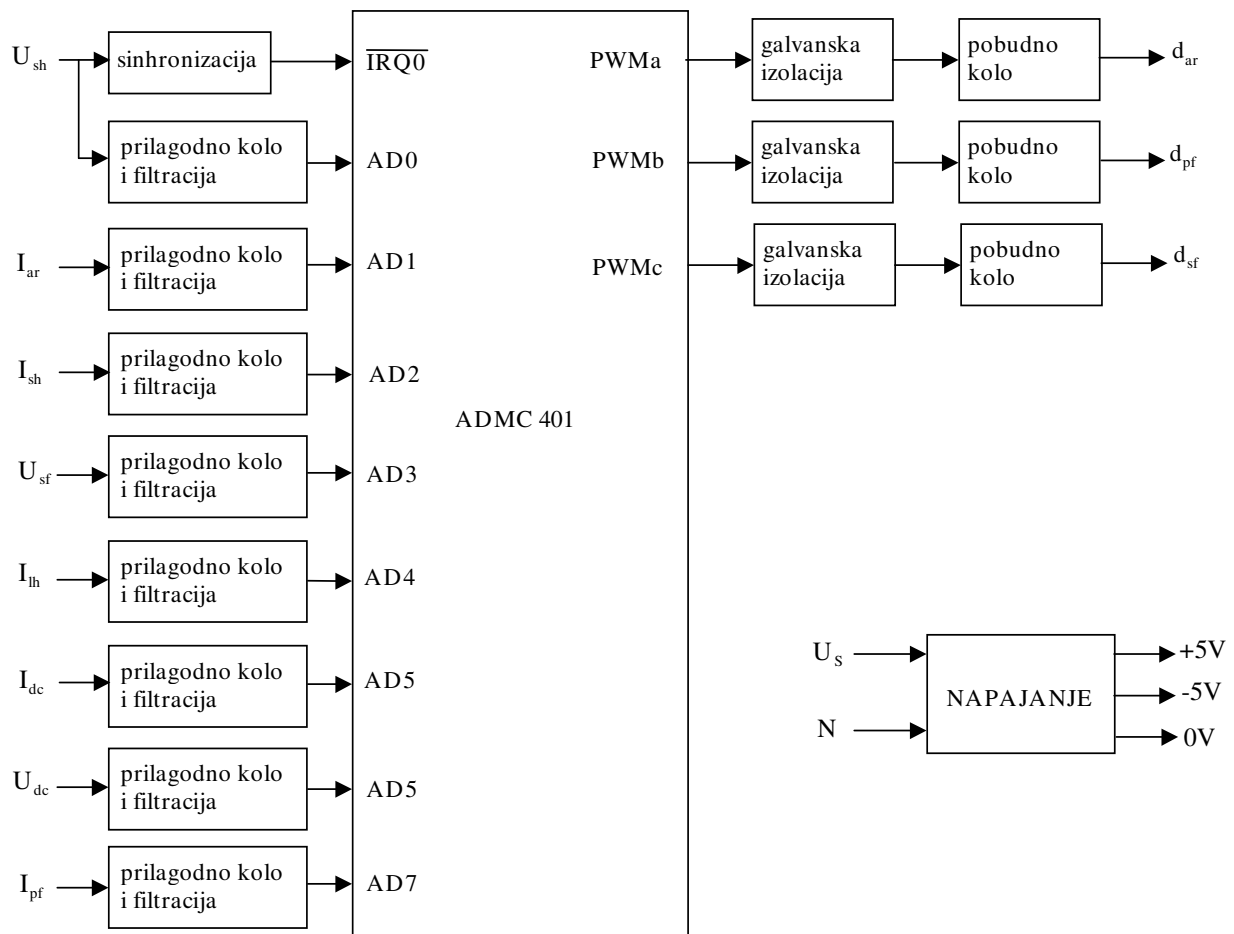 U_sh
sinhronizacija
IRQ0
PWMa
galvanska
izolacija
pobudno
kolo
d_ar
prilagodno kolo
i filtracija
AD0
PWMb
galvanska
izolacija
pobudno
kolo
d_pf
I_ar
prilagodno kolo
i filtracija
AD1
PWMc
galvanska
izolacija
pobudno
kolo
d_sf
I_sh
prilagodno kolo
i filtracija
AD2
ADMC 401
U_sf
prilagodno kolo
i filtracija
AD3
I_lh
prilagodno kolo
i filtracija
AD4
I_dc
prilagodno kolo
i filtracija
AD5
U_S
N
NAPAJANJE
+5V
-5V
0V
U_dc
prilagodno kolo
i filtracija
AD5
I_pf
prilagodno kolo
i filtracija
AD7